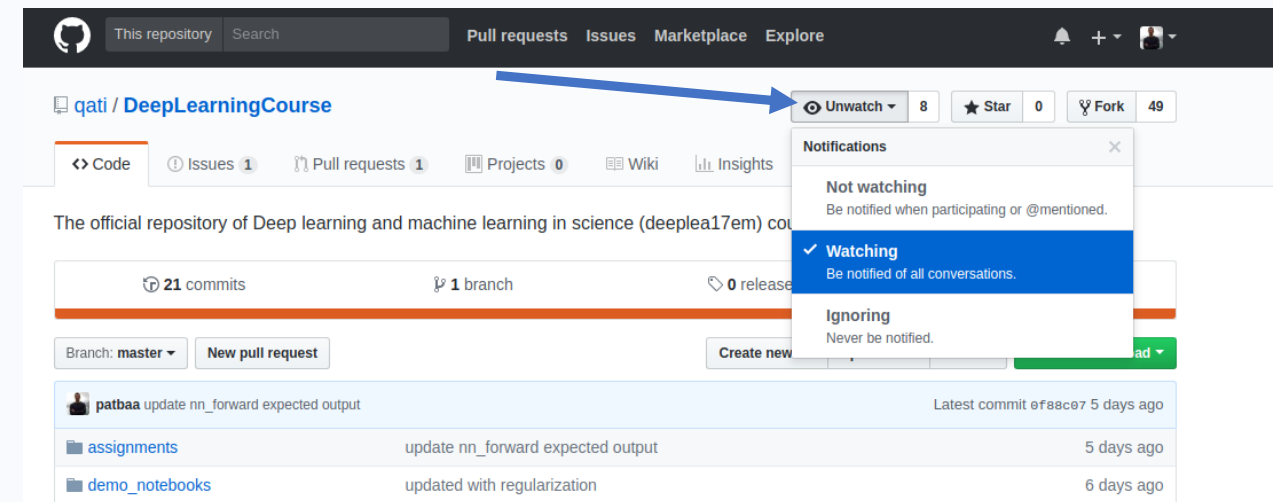 This repository Search Pull requests Issues Marketplace Explore
qati / DeepLearningCourse
Unwatch 8 Star 0 Fork 49
Code Issues 1 Pull requests 1 Projects 0 Wiki Insights
Notifications
Not watching
Be notified when participating or @mentioned.
The official repository of Deep learning and machine learning in science (deeplea17em)
Watching
Be notified of all conversations.
21 commits 1 branch 0 release
Ignoring
Never be notified.
Branch: master New pull request Create new
patbaa update nn_forward expected output Latest commit 0f88c07 5 days ago
assignments update nn_forward expected output 5 days ago
demo_notebooks updated with regularization 6 days ago